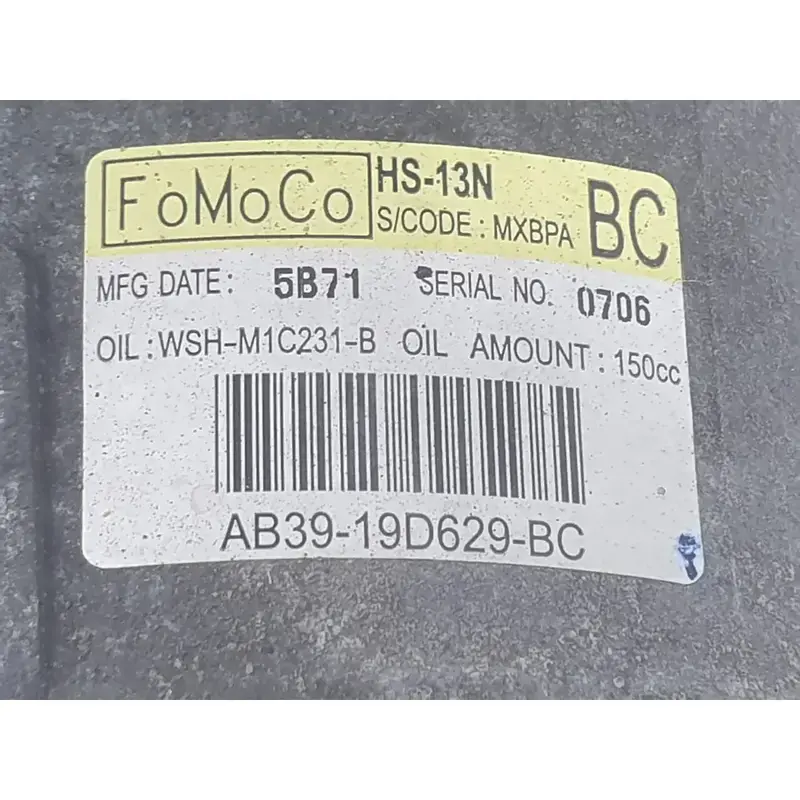 FoMoCo HS-13N BC
S/CODE : MXBPA
MFG DATE : 5B71 SERIAL NO. 0706
OIL : WSH-M1C231-B OIL AMOUNT : 150cc
AB39-19D629-BC